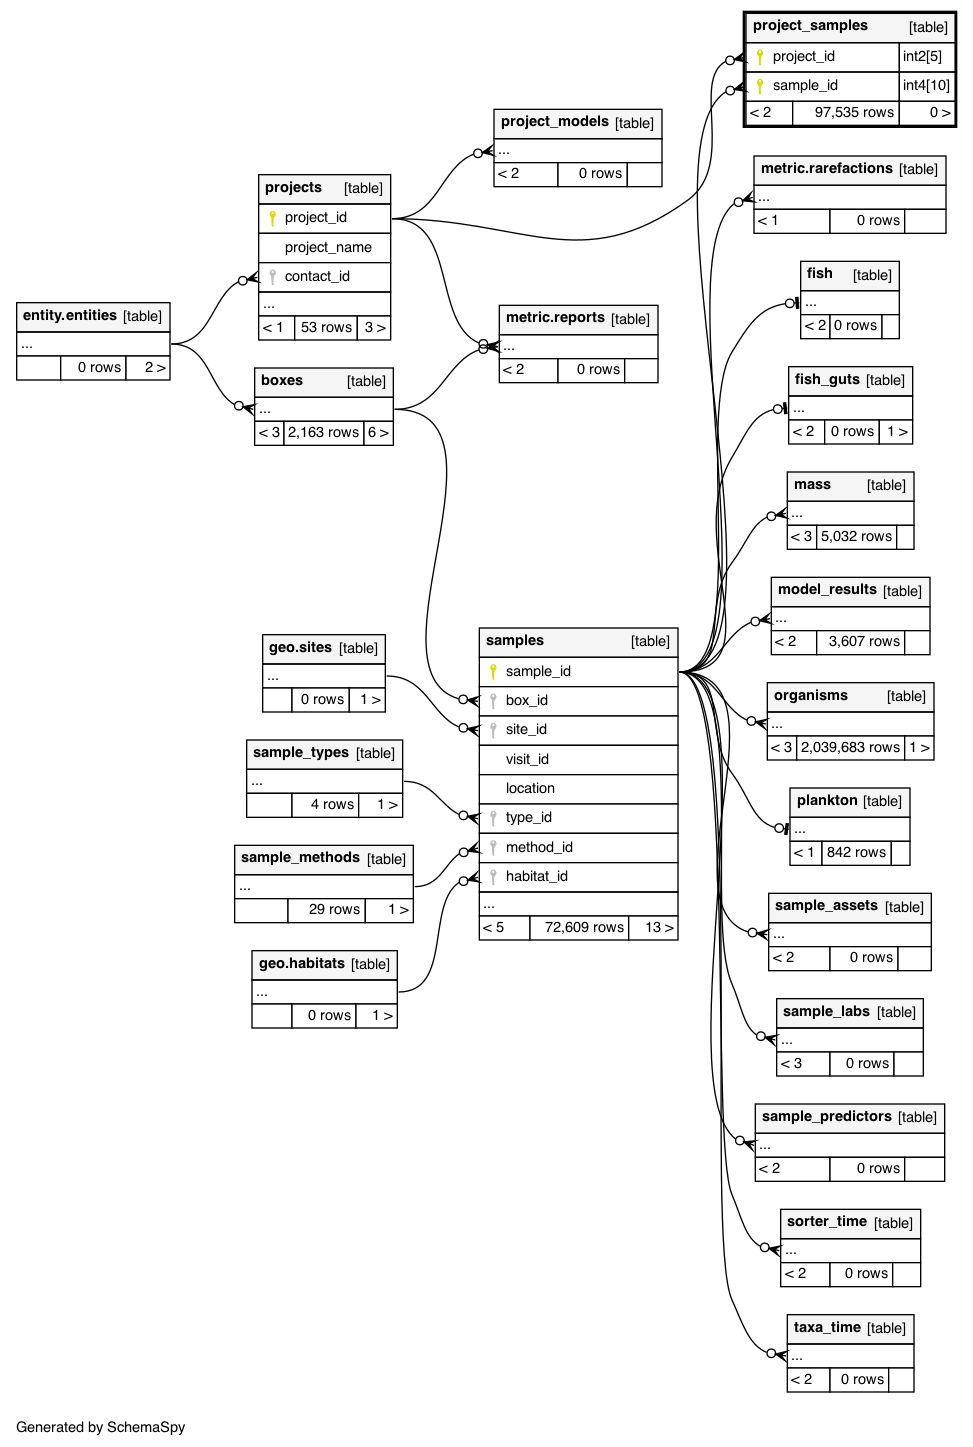 project_samples [table]
project_id int2[5]
sample_id int4[10]
< 2 97,535 rows 0 >
project_models [table]
...
< 2 0 rows
metric.rarefactions [table]
...
< 1 0 rows
projects [table]
project_id
project_name
contact_id
...
< 1 53 rows 3 >
fish [table]
...
< 2 0 rows
entity.entities [table]
...
0 rows 2 >
metric.reports [table]
...
< 2 0 rows
boxes [table]
...
< 3 2,163 rows 6 >
fish_guts [table]
...
< 2 0 rows 1 >
mass [table]
...
< 3 5,032 rows
model_results [table]
...
< 2 3,607 rows
geo.sites [table]
...
0 rows 1 >
samples [table]
sample_id
box_id
site_id
visit_id
location
type_id
method_id
habitat_id
...
< 5 72,609 rows 13 >
organisms [table]
...
< 3 2,039,683 rows 1 >
sample_types [table]
...
4 rows 1 >
plankton [table]
...
< 1 842 rows
sample_methods [table]
...
29 rows 1 >
sample_assets [table]
...
< 2 0 rows
geo.habitats [table]
...
0 rows 1 >
sample_labs [table]
...
< 3 0 rows
sample_predictors [table]
...
< 2 0 rows
sorter_time [table]
...
< 2 0 rows
taxa_time [table]
...
< 2 0 rows
Generated by SchemaSpy